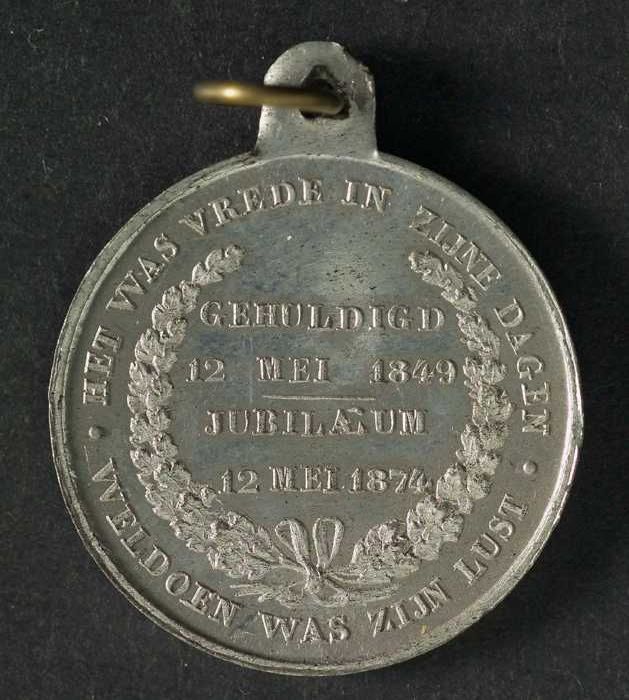 HET WAS VREDE IN ZIJNE DAGEN
• WELDOEN WAS ZIJN LUST •
GEHULDIGD
12 MEI 1849
JUBILÆUM
12 MEI 1874